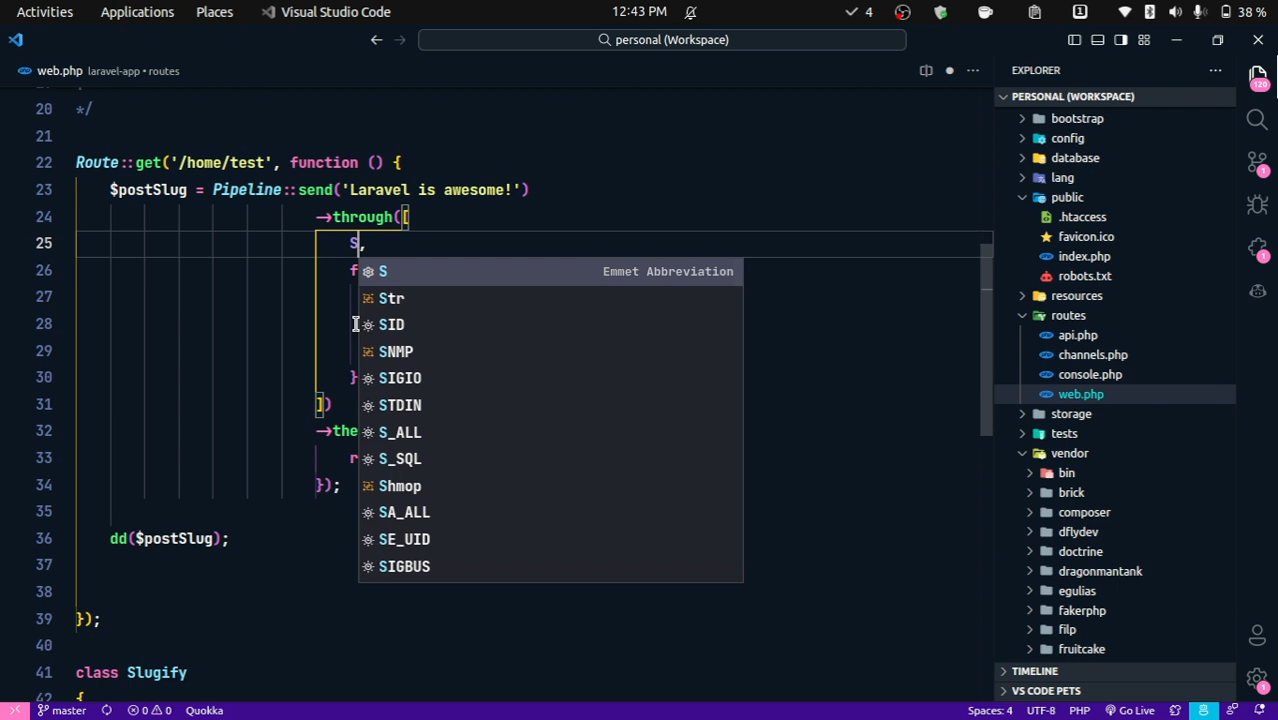 Activities Applications Places Visual Studio Code 12:43 PM 4 1 38 %
personal (Workspace)
web.php laravel-app • routes
EXPLORER
120
PERSONAL (WORKSPACE)
20 */
21
22 Route::get('/home/test', function () {
23 $postSlug = Pipeline::send('Laravel is awesome!')
24 →through([
25 S,
26 f
27
28
29
30 }
31 ])
32 →the
33 r
34 });
35
36 dd($postSlug);
37
38
39 });
40
41 class Slugify
42 {
S Emmet Abbreviation
Str
SID
SNMP
SIGIO
STDIN
S_ALL
S_SQL
Shmop
SA_ALL
SE_UID
SIGBUS
bootstrap
config
database
lang
public
.htaccess
favicon.ico
index.php
robots.txt
resources
routes
api.php
channels.php
console.php
web.php
storage
tests
vendor
bin
brick
composer
dflydev
doctrine
dragonmantank
egulias
fakerphp
filp
fruitcake
TIMELINE
VS CODE PETS
1
1
1
master 0 0 Quokka Spaces: 4 UTF-8 PHP Go Live